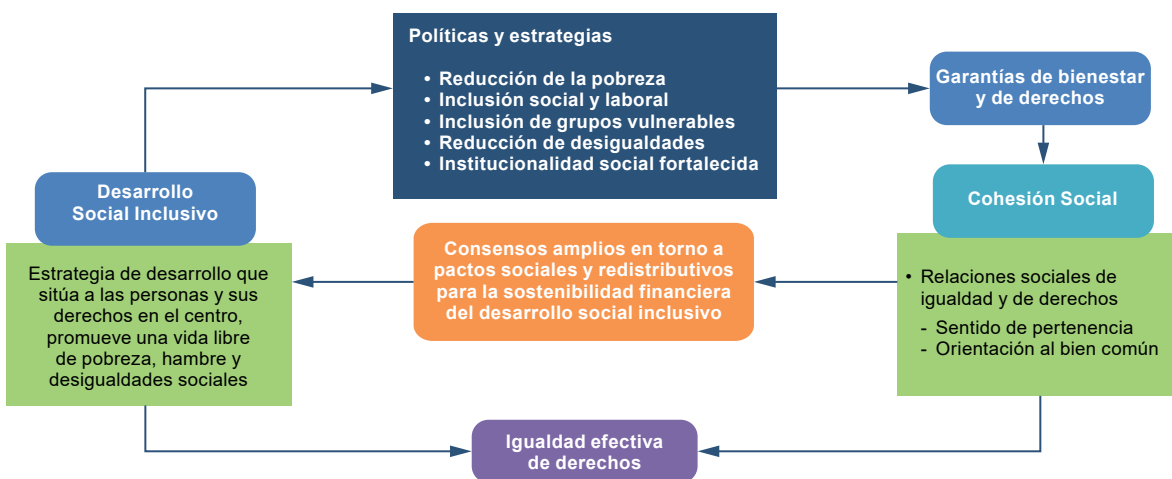 Políticas y estrategias
• Reducción de la pobreza
• Inclusión social y laboral
• Inclusión de grupos vulnerables
• Reducción de desigualdades
• Institucionalidad social fortalecida
Garantías de bienestar
y de derechos
Desarrollo
Social Inclusivo
Estrategia de desarrollo que
sitúa a las personas y sus
derechos en el centro,
promueve una vida libre
de pobreza, hambre y
desigualdades sociales
Consensos amplios en torno a
pactos sociales y redistributivos
para la sostenibilidad financiera
del desarrollo social inclusivo
Cohesión Social
• Relaciones sociales de
igualdad y de derechos
- Sentido de pertenencia
- Orientación al bien común
Igualdad efectiva
de derechos